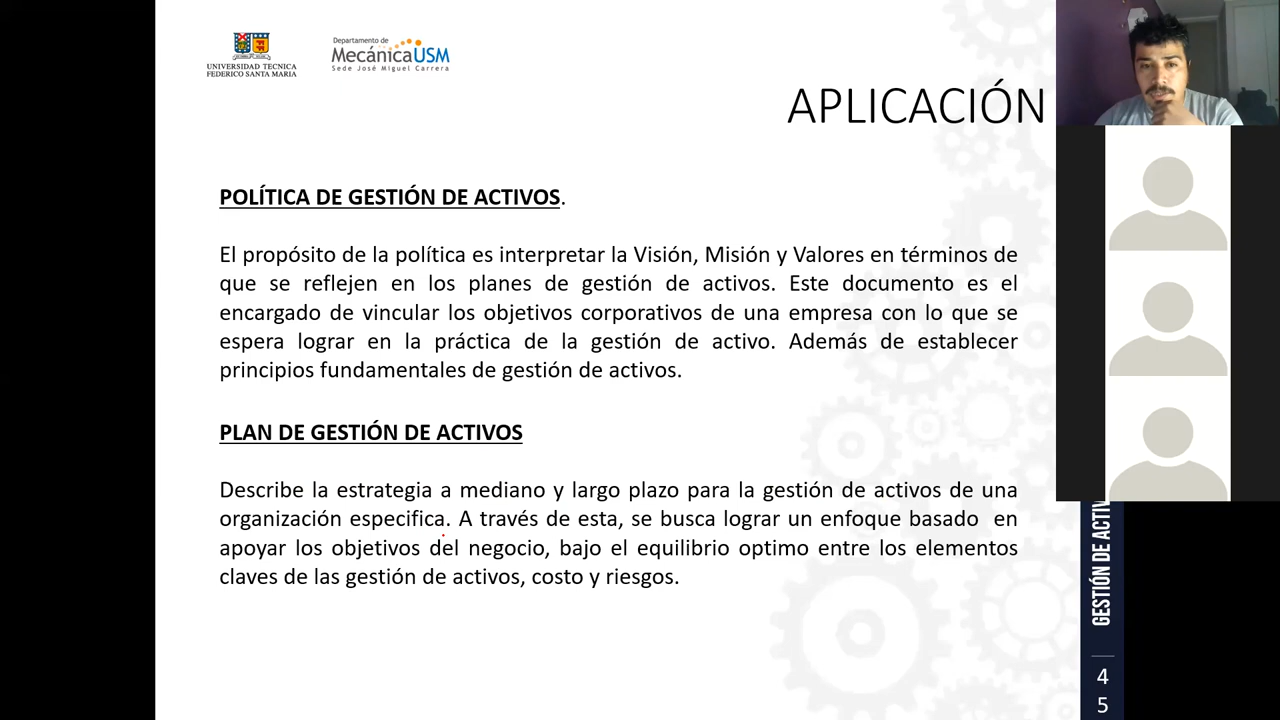 UNIVERSIDAD TECNICA
FEDERICO SANTA MARIA
Departamento de
MecánicaUSM
Sede José Miguel Carrera
APLICACIÓN
POLÍTICA DE GESTIÓN DE ACTIVOS.
El propósito de la política es interpretar la Visión, Misión y Valores en términos de
que se reflejen en los planes de gestión de activos. Este documento es el
encargado de vincular los objetivos corporativos de una empresa con lo que se
espera lograr en la práctica de la gestión de activo. Además de establecer
principios fundamentales de gestión de activos.
PLAN DE GESTIÓN DE ACTIVOS
Describe la estrategia a mediano y largo plazo para la gestión de activos de una
organización especifica. A través de esta, se busca lograr un enfoque basado en
apoyar los objetivos del negocio, bajo el equilibrio optimo entre los elementos
claves de las gestión de activos, costo y riesgos.
GESTIÓN DE ACTIV
4
5